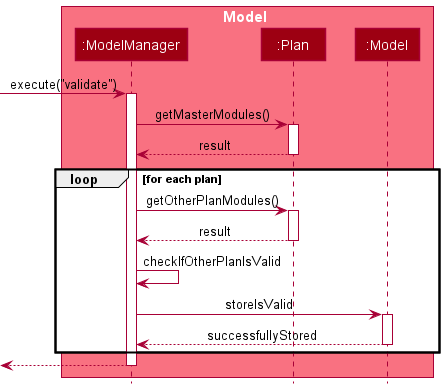 Model
:ModelManager
:Plan
:Model
execute("validate")
getMasterModules()
result
loop
[for each plan]
getOtherPlanModules()
result
checkIfOtherPlanIsValid
storeIsValid
successfullyStored